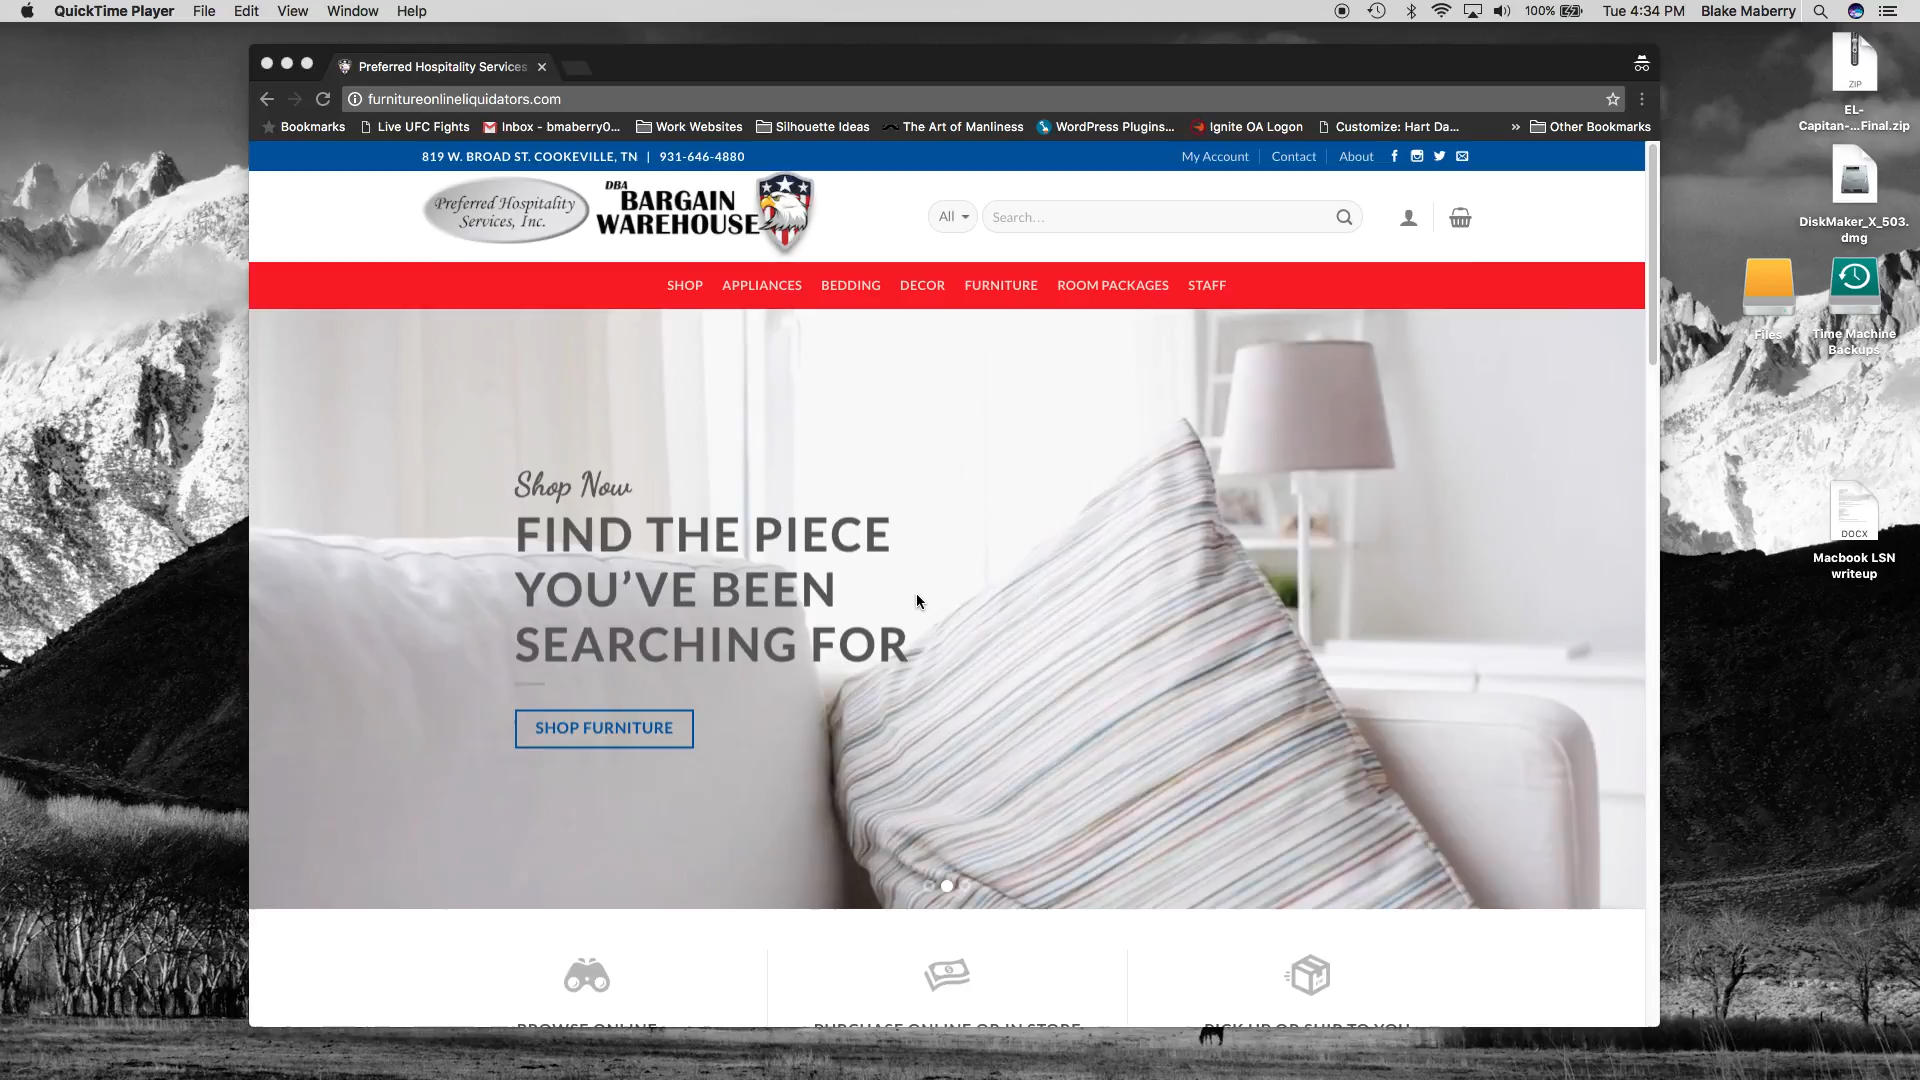 QuickTime Player File Edit View Window Help
100% Tue 4:34 PM Blake Maberry
Preferred Hospitality Services
furnitureonlineliquidators.com
Bookmarks Live UFC Fights Inbox - bmaberry0... Work Websites Silhouette Ideas The Art of Manliness WordPress Plugins... Ignite OA Logon Customize: Hart Da... » Other Bookmarks
819 W. BROAD ST. COOKEVILLE, TN | 931-646-4880
My Account Contact About
Preferred Hospitality
Services, Inc.
DBA
BARGAIN
WAREHOUSE
All Search...
SHOP APPLIANCES BEDDING DECOR FURNITURE ROOM PACKAGES STAFF
Shop Now
FIND THE PIECE
YOU'VE BEEN
SEARCHING FOR
SHOP FURNITURE
BROWSE ONLINE
PURCHASE ONLINE OR IN STORE
PICK UP OR SHIP TO YOU
ZIP
EL-
Capitan-...Final.zip
DiskMaker_X_503.
dmg
Files
Time Machine
Backups
DOCX
Macbook LSN
writeup